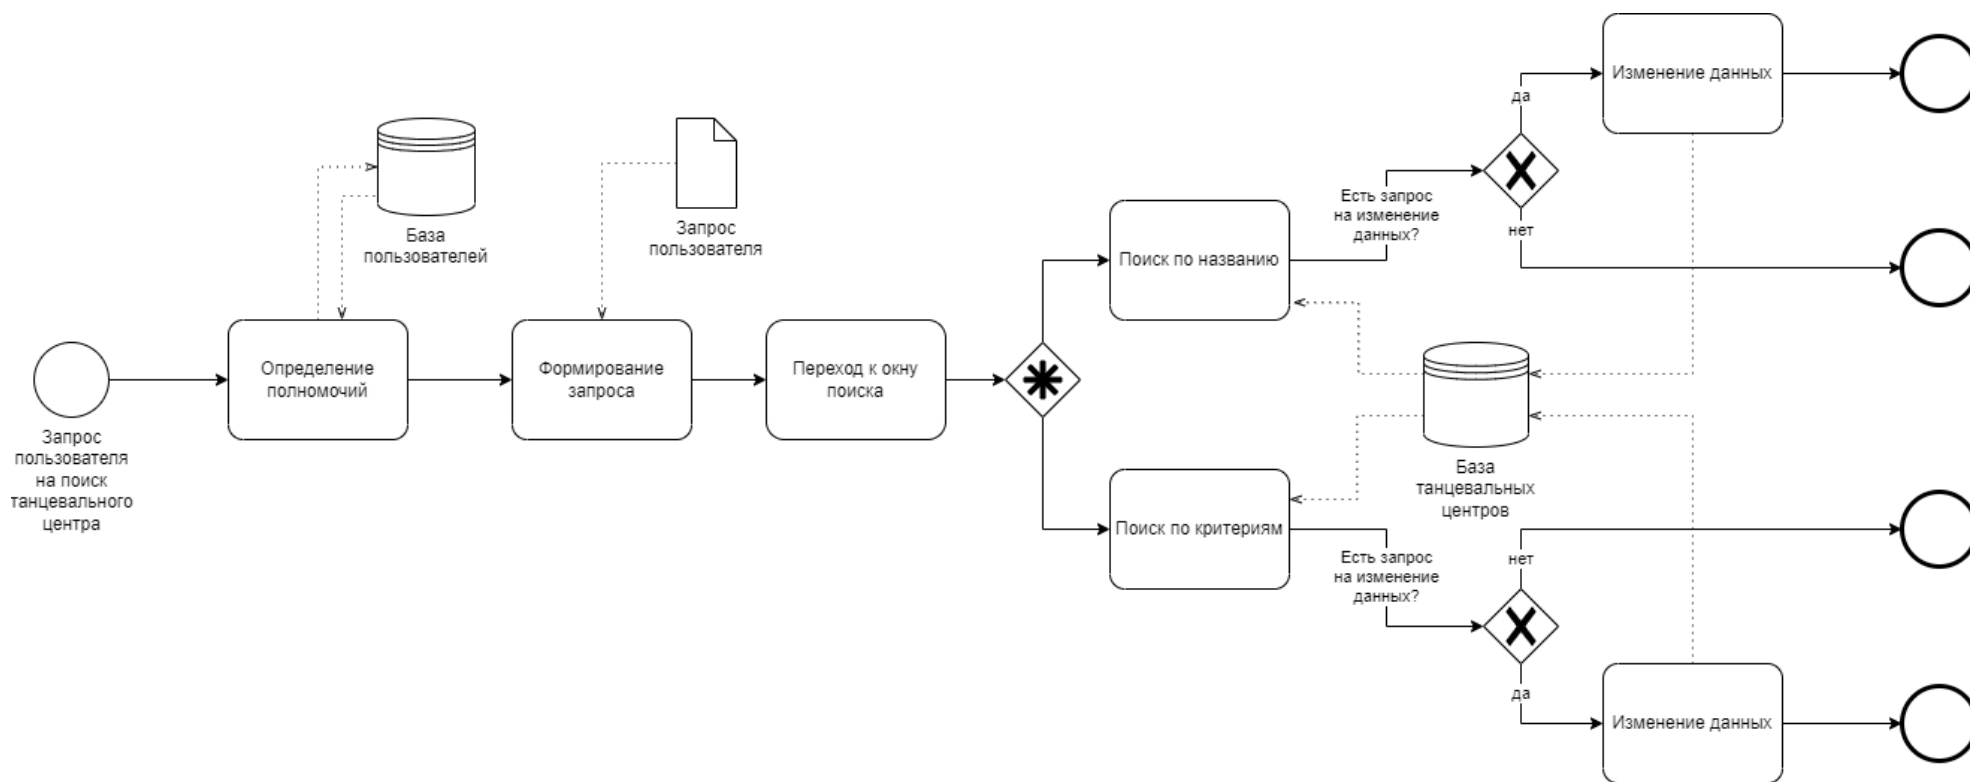 База
пользователей
Запрос
пользователя
Запрос
пользователя
на поиск
танцевального
центра
Определение
полномочий
Формирование
запроса
Переход к окну
поиска
Поиск по названию
Есть запрос
на изменение
данных?
да
нет
Изменение данных
База
танцевальных
центров
Поиск по критериям
Есть запрос
на изменение
данных?
нет
да
Изменение данных